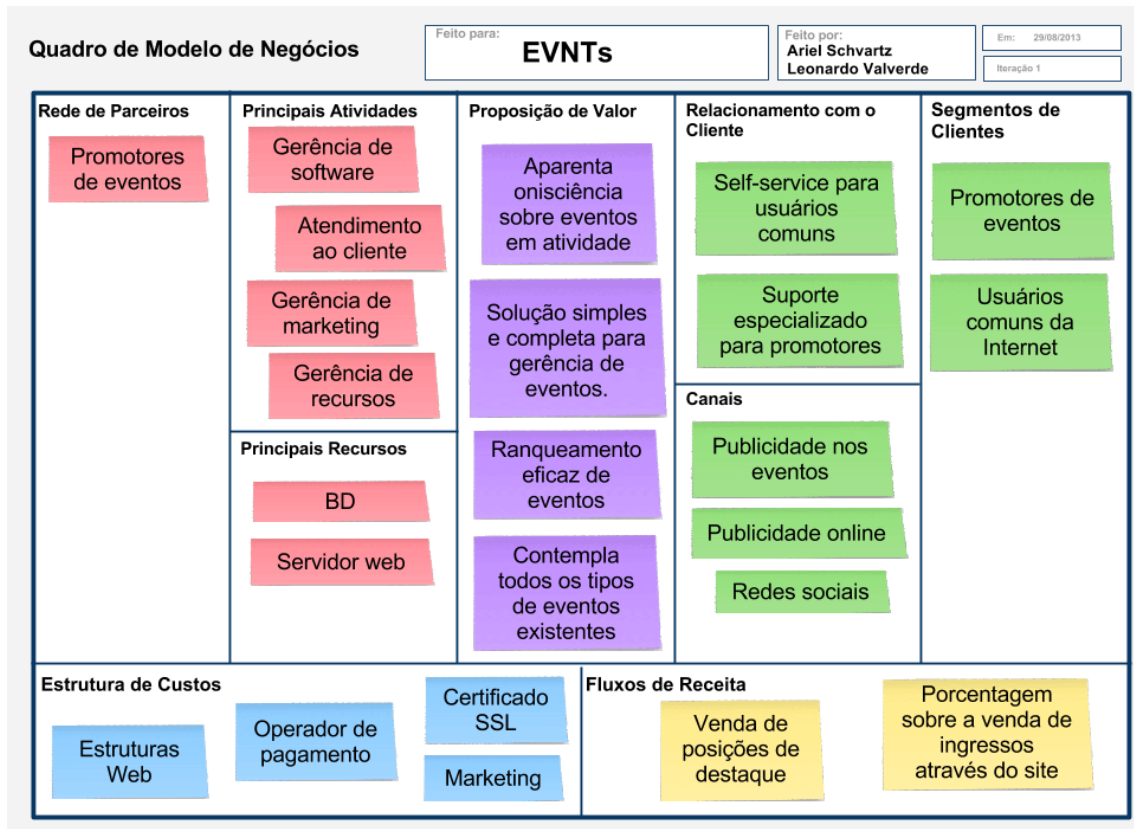 Quadro de Modelo de Negócios
Feito para:
EVNTs
Feito por:
Ariel Schvartz
Leonardo Valverde
Em: 29/08/2013
Iteração 1
Rede de Parceiros
Promotores
de eventos
Principais Atividades
Gerência de
software
Atendimento
ao cliente
Gerência de
marketing
Gerência de
recursos
Principais Recursos
BD
Servidor web
Proposição de Valor
Aparenta
onisciência
sobre eventos
em atividade
Solução simples
e completa para
gerência de
eventos.
Ranqueamento
eficaz de
eventos
Contempla
todos os tipos
de eventos
existentes
Relacionamento com o
Cliente
Self-service para
usuários
comuns
Suporte
especializado
para promotores
Canais
Publicidade nos
eventos
Publicidade online
Redes sociais
Segmentos de
Clientes
Promotores de
eventos
Usuários
comuns da
Internet
Estrutura de Custos
Estruturas
Web
Operador de
pagamento
Certificado
SSL
Marketing
Fluxos de Receita
Venda de
posições de
destaque
Porcentagem
sobre a venda de
ingressos
através do site